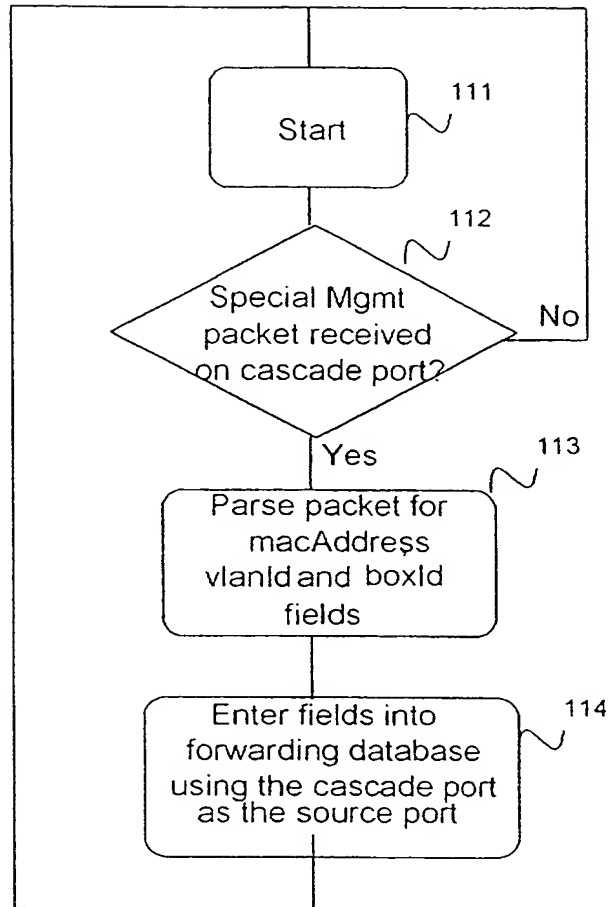 111
Start
112
Special Mgmt
packet received
on cascade port?
No
Yes
113
Parse packet for
macAddress
vlanId and boxId
fields
114
Enter fields into
forwarding database
using the cascade port
as the source port